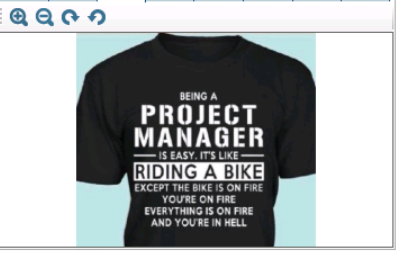 BEING A
PROJECT
MANAGER
IS EASY. IT'S LIKE
RIDING A BIKE
EXCEPT THE BIKE IS ON FIRE
YOU'RE ON FIRE
EVERYTHING IS ON FIRE
AND YOU'RE IN HELL